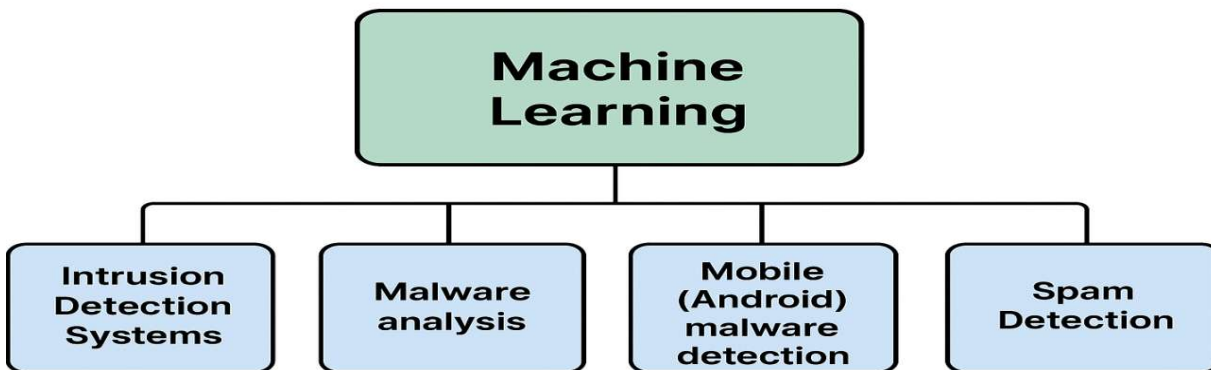 Machine
Learning
Intrusion
Detection
Systems
Malware
analysis
Mobile
(Android)
malware
detection
Spam
Detection